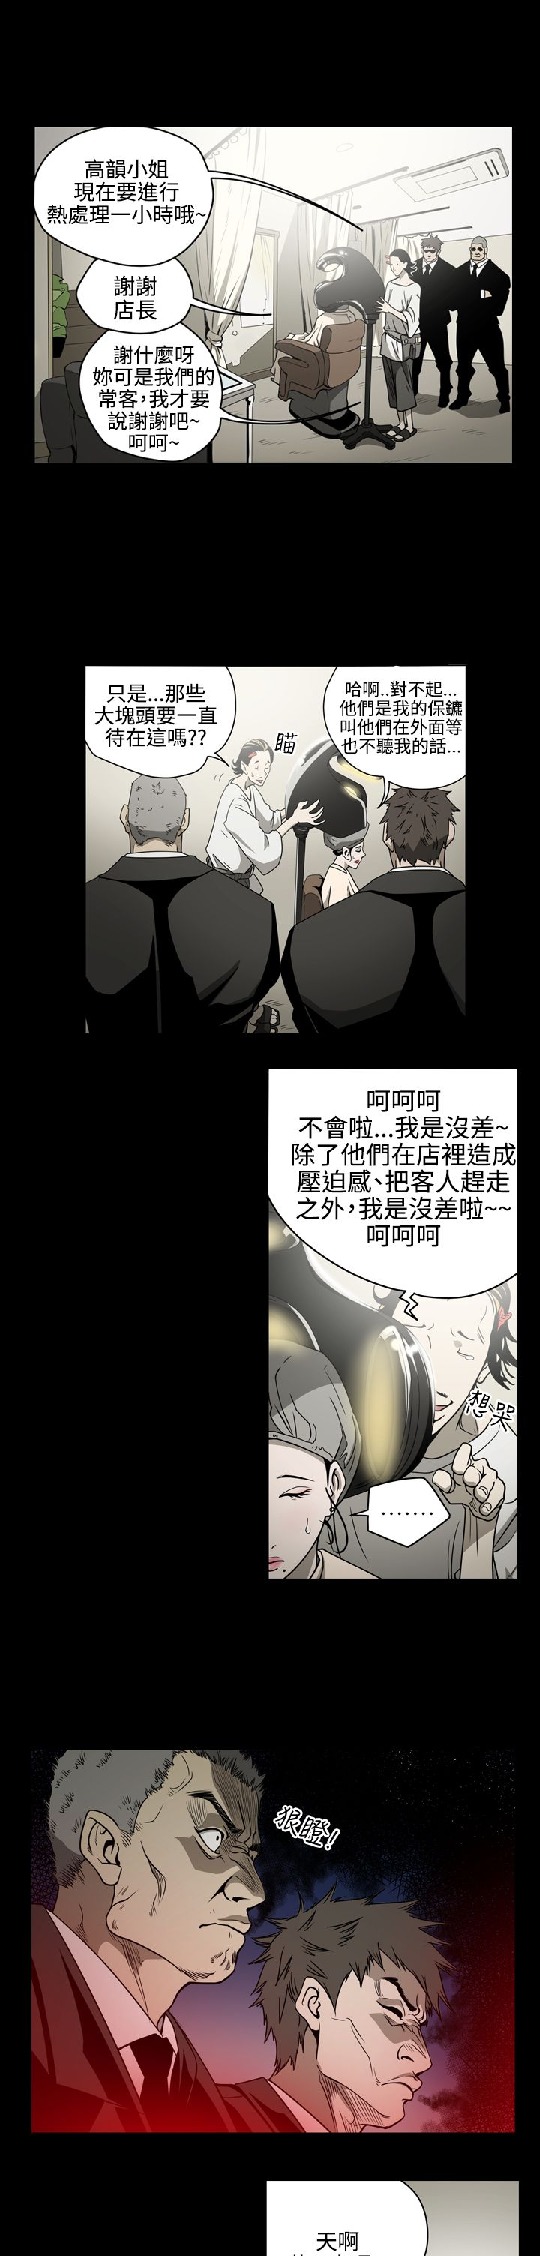 高韻小姐
現在要進行
熱處理一小時哦~
謝謝
店長
謝什麼呀
妳可是我們的
常客,我才要
說謝謝吧~
呵呵~
只是...那些
大塊頭要一直
待在這嗎??
瞄
哈啊..對不起...
他們是我的保鑣
叫他們在外面等
也不聽我的話...
呵呵呵
不會啦...我是沒差~
除了他們在店裡造成
壓迫感、把客人趕走
之外,我是沒差啦~~
呵呵呵
想哭
.......
狠瞪!
天啊